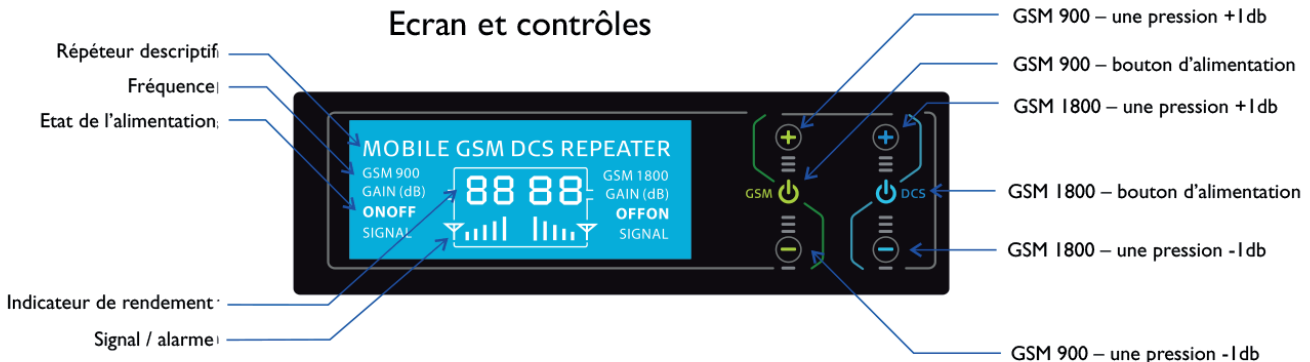 Ecran et contrôles
Répéteur descriptif
Fréquence
Etat de l'alimentation
Indicateur de rendement
Signal / alarme
MOBILE GSM DCS REPEATER
GSM 900
GAIN (dB)
ONOFF
SIGNAL
88 88
GSM 1800
GAIN (dB)
OFFON
SIGNAL
GSM
DCS
GSM 900 – une pression +1db
GSM 900 – bouton d'alimentation
GSM 1800 – une pression +1db
GSM 1800 – bouton d'alimentation
GSM 1800 – une pression -1db
GSM 900 – une pression -1db